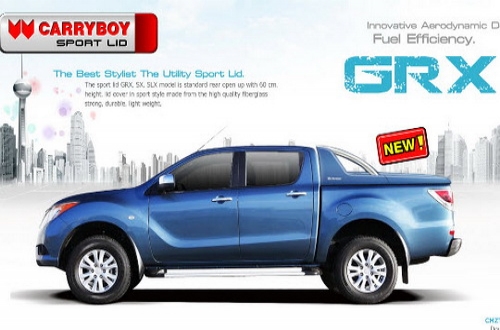 CARRYBOY
SPORT LID
Innovative Aerodynamic D
Fuel Efficiency.
GRX
The Best Stylist The Utility Sport Lid.
The sport lid GRX, SX, SLX model is standard rear open up with 60 cm.
height. lid cover in sport style made from the high quality fiberglass
strong, durable, light weight.
NEW!